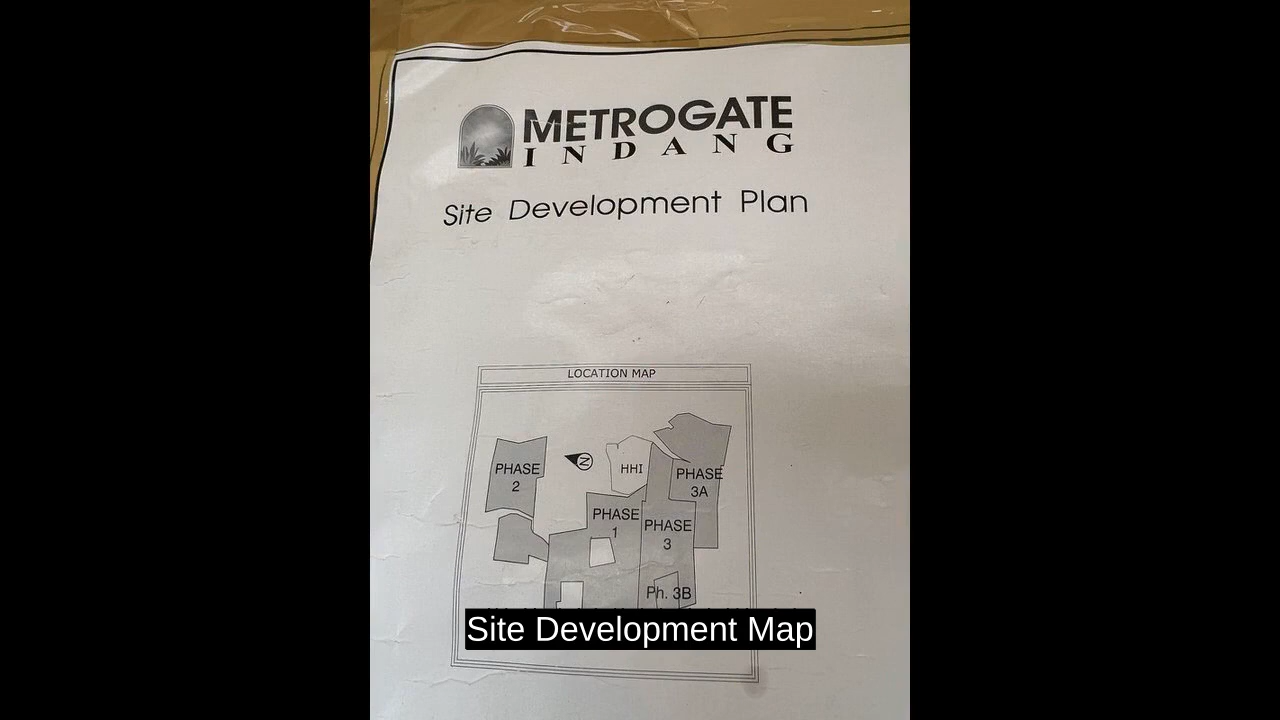 METROGATE
INDANG
Site Development Plan
LOCATION MAP
PHASE
2
N
HHI
PHASE
3A
PHASE
1
PHASE
3
Ph. 3B
Site Development Map